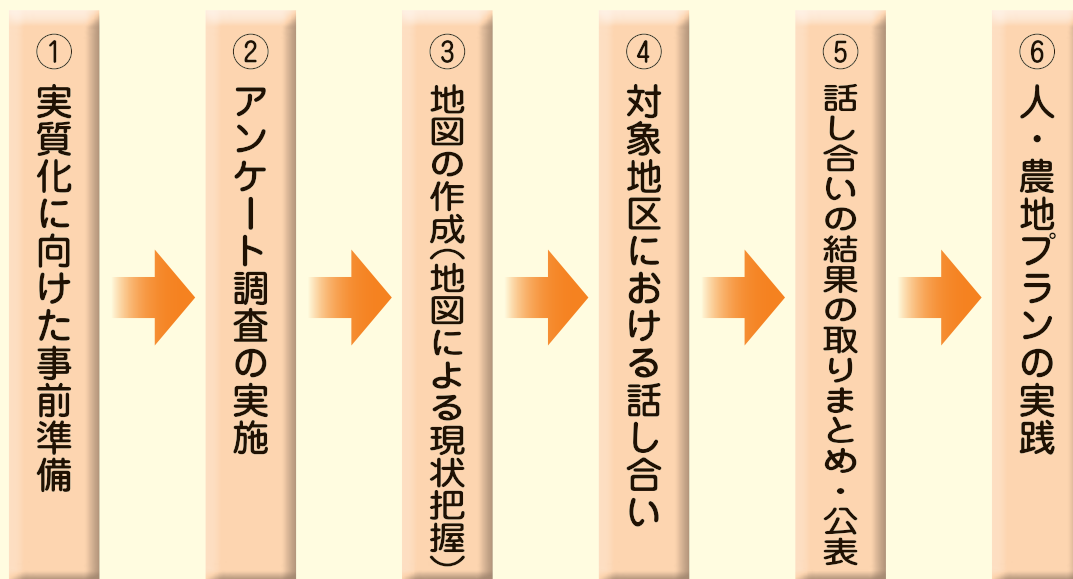 ①実質化に向けた事前準備
②アンケート調査の実施
③地図の作成(地図による現状把握)
④対象地区における話し合い
⑤話し合いの結果の取りまとめ・公表
⑥人・農地プランの実践